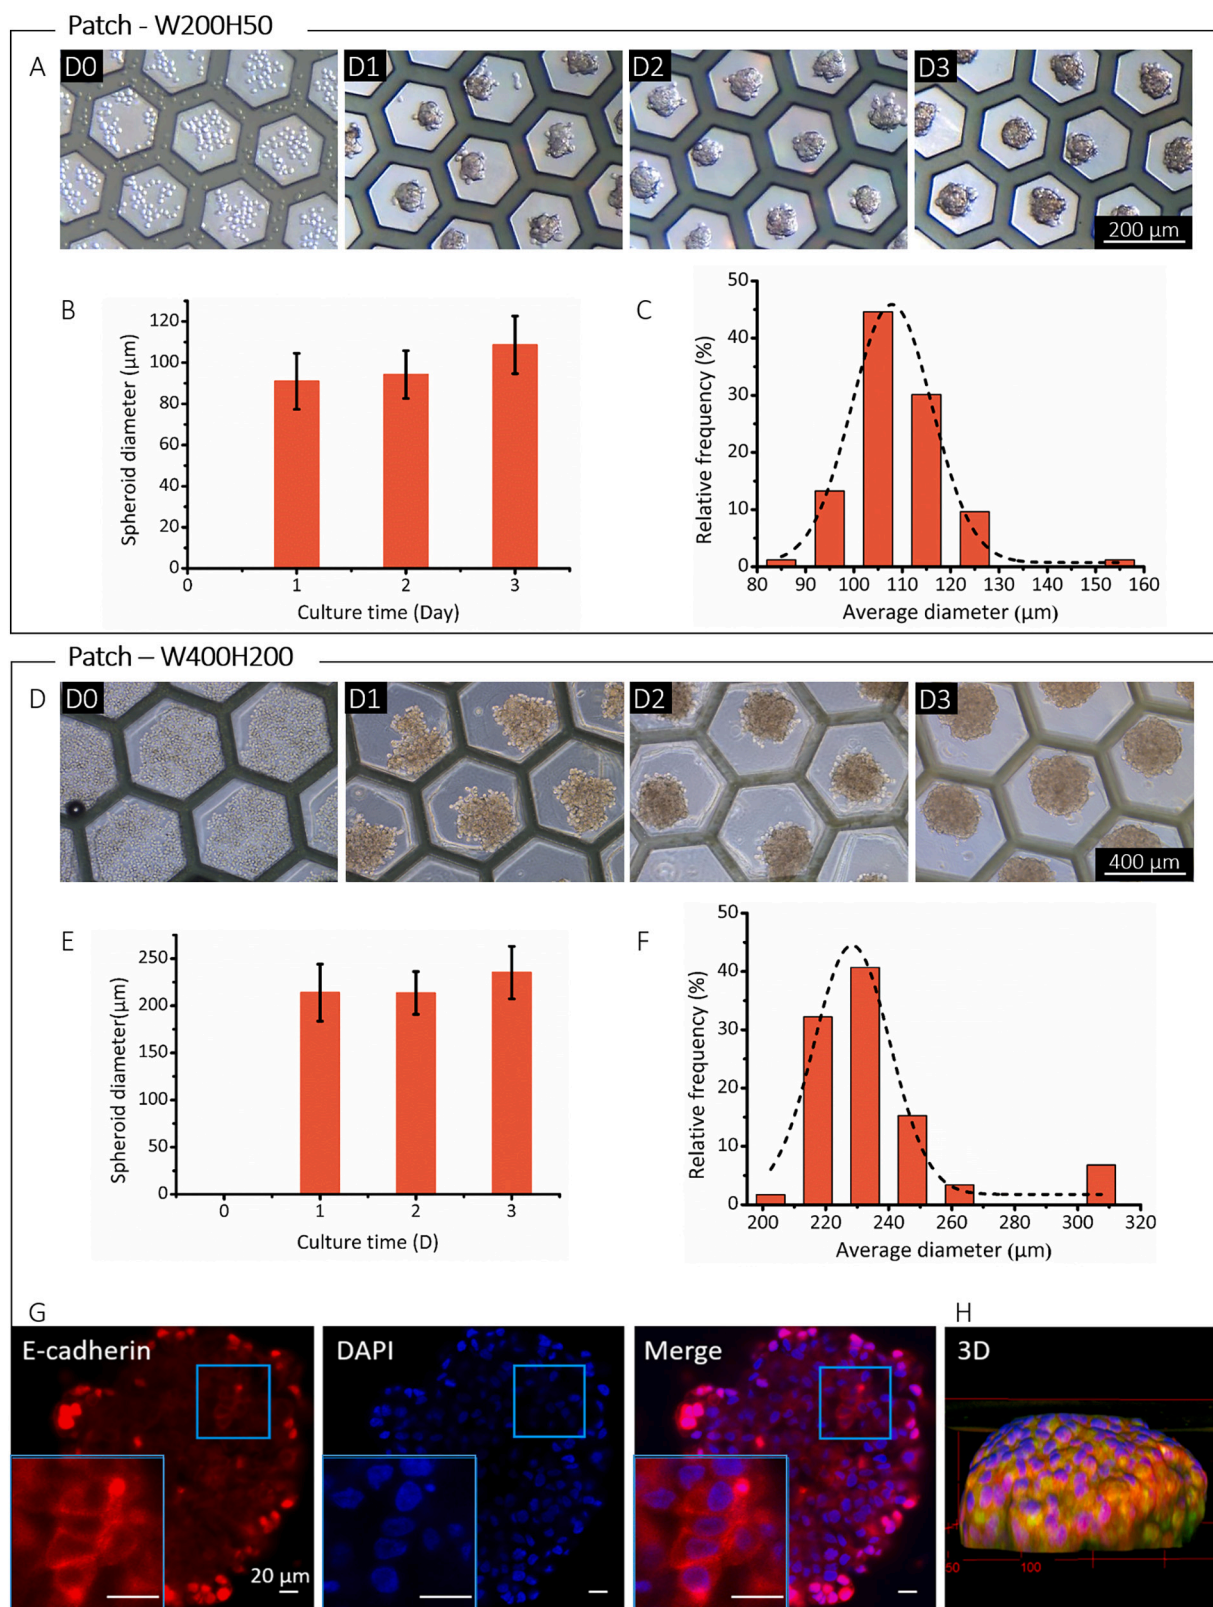 Patch - W200H50
A
D0
D1
D2
D3
200 µm
B
120
100
80
60
40
20
0
Spheroid diameter (µm)
0
1
2
3
Culture time (Day)
C
50
40
30
20
10
0
Relative frequency (%)
80
90
100
110
120
130
140
150
160
Average diameter (µm)
Patch – W400H200
D
D0
D1
D2
D3
400 µm
E
250
200
150
100
50
0
Spheroid diameter(µm)
0
1
2
3
Culture time (D)
F
50
40
30
20
10
0
Relative frequency (%)
200
220
240
260
280
300
320
Average diameter (µm)
G
E-cadherin
20 µm
DAPI
Merge
H
3D
50
100